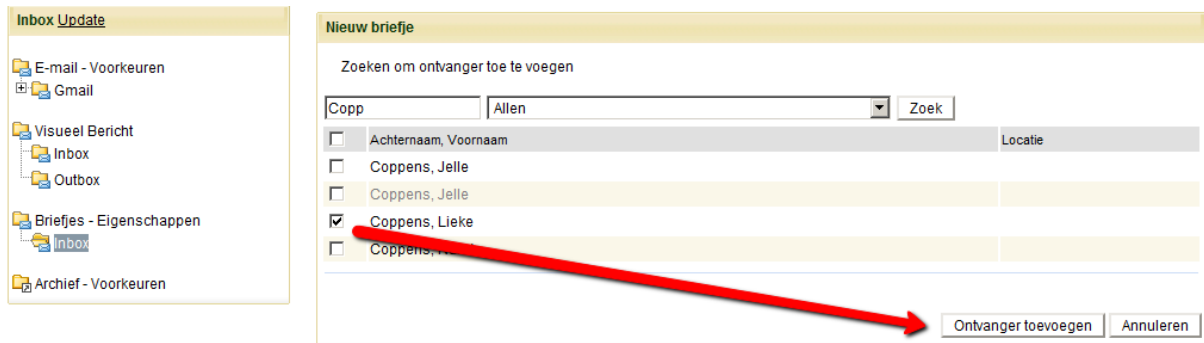 Inbox Update
E-mail - Voorkeuren
Gmail
Visueel Bericht
Inbox
Outbox
Briefjes - Eigenschappen
Inbox
Archief - Voorkeuren
Nieuw briefje
Zoeken om ontvanger toe te voegen
Copp Allen Zoek
Achternaam, Voornaam Locatie
Coppens, Jelle
Coppens, Jelle
Coppens, Lieke
Coppens,
Ontvanger toevoegen Annuleren